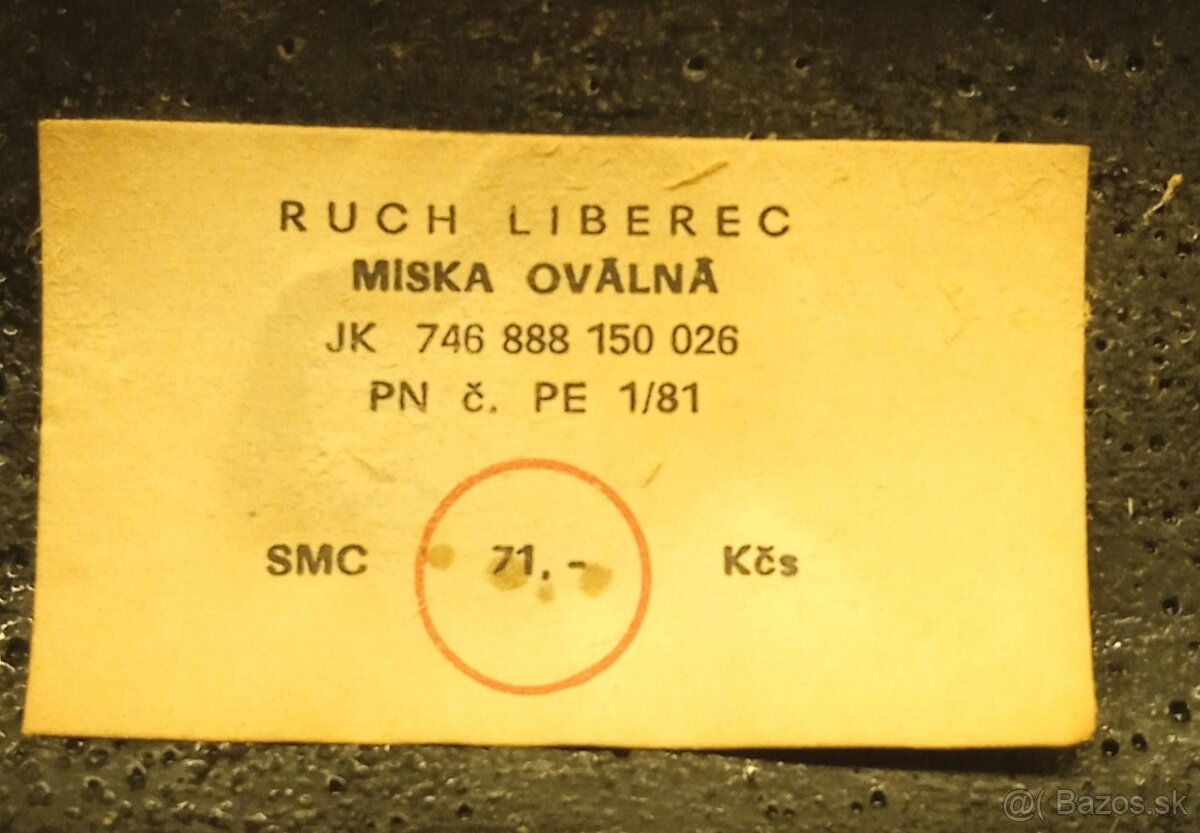 RUCH LIBEREC
MISKA OVÁLNÁ
JK 746 888 150 026
PN č. PE 1/81
SMC 71,- Kčs
@( Bazos.sk